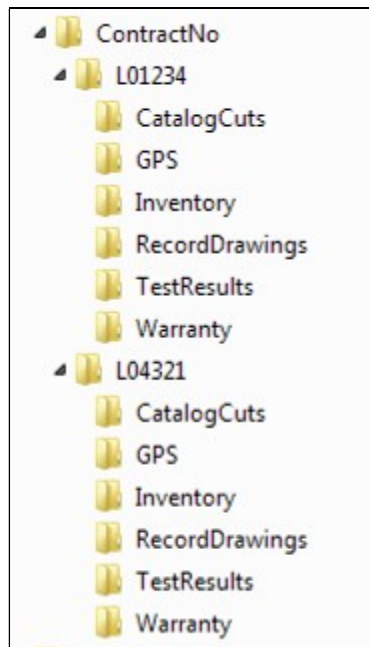 ContractNo
L01234
CatalogCuts
GPS
Inventory
RecordDrawings
TestResults
Warranty
L04321
CatalogCuts
GPS
Inventory
RecordDrawings
TestResults
Warranty